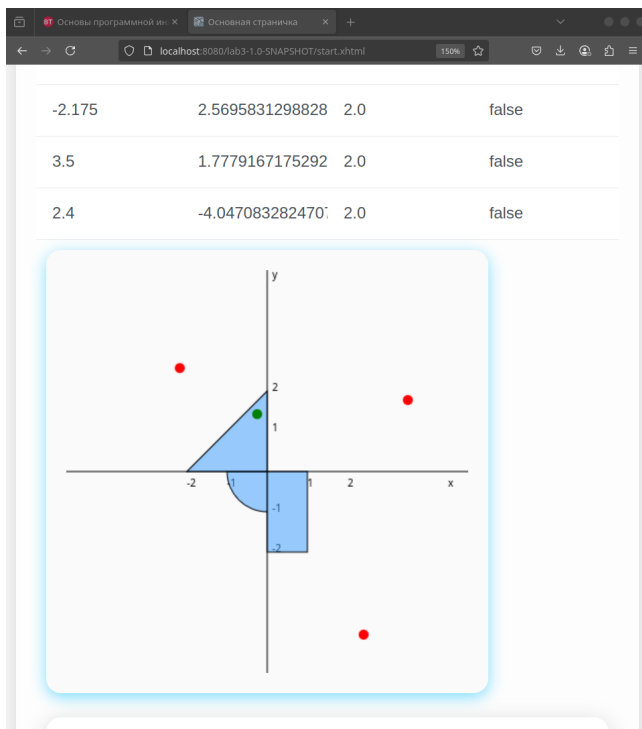 Основы программной инж
Основная страничка
localhost:8080/lab3-1.0-SNAPSHOT/start.xhtml
150%
-2.175 2.5695831298828 2.0 false
3.5 1.7779167175292 2.0 false
2.4 -4.0470832824707 2.0 false
y
2
1
-2 -1 1 2 x
-1
-2